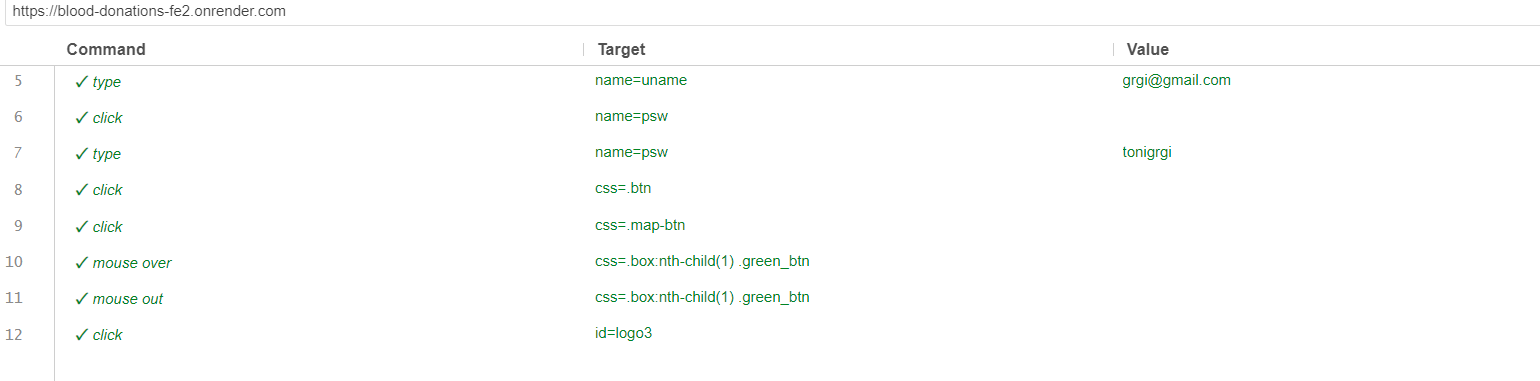 https://blood-donations-fe2.onrender.com
Command Target Value
5 ✓ type name=uname grgi@gmail.com
6 ✓ click name=psw
7 ✓ type name=psw tonigrgi
8 ✓ click css=.btn
9 ✓ click css=.map-btn
10 ✓ mouse over css=.box:nth-child(1) .green_btn
11 ✓ mouse out css=.box:nth-child(1) .green_btn
12 ✓ click id=logo3